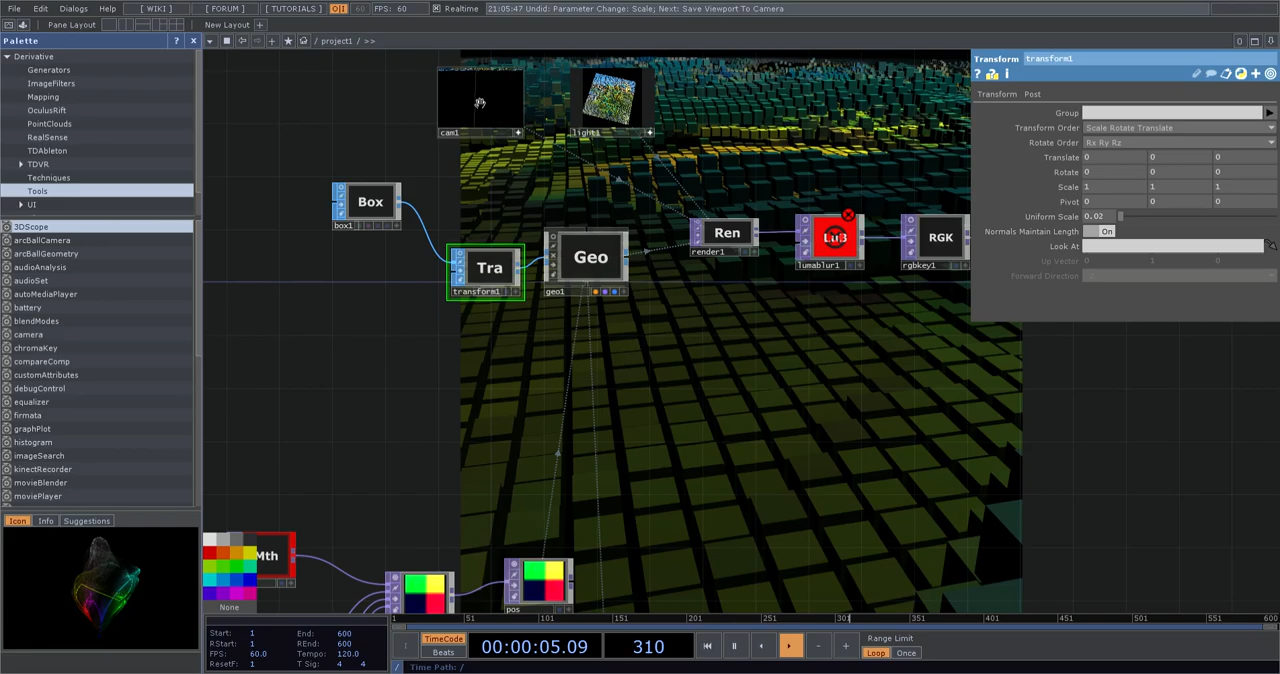 File Edit Dialogs Help [ WIKI ] [ FORUM ] [ TUTORIALS ] O|I 60 FPS: 60 Realtime 21:05:47 Undid: Parameter Change: Scale; Next: Save Viewport To Camera
Pane Layout New Layout +
Palette ? x / project1 / >>
Derivative
Generators
ImageFilters
Mapping
OculusRift
PointClouds
RealSense
TDAbleton
TDVR
Techniques
Tools
UI
3DScope
arcBallCamera
arcBallGeometry
audioAnalysis
audioSet
autoMediaPlayer
battery
blendModes
camera
chromaKey
compareComp
customAttributes
debugControl
equalizer
firmata
graphPlot
histogram
imageSearch
kinectRecorder
movieBlender
moviePlayer
Icon Info Suggestions
cam1
light1
Box
box1
Tra
transform1
Geo
geo1
Ren
render1
lumablur1
RGK
rgbkey1
Mth
None
pos
Transform transform1
? ? i
Transform Post
Group
Transform Order Scale Rotate Translate
Rotate Order Rx Ry Rz
Translate 0 0 0
Rotate 0 0 0
Scale 1 1 1
Pivot 0 0 0
Uniform Scale 0.02
Normals Maintain Length On
Look At
Up Vector 0 1 0
Forward Direction
1 51 101 151 201 251 301 351 401 451 501 551 600
Start: 1 End: 600
RStart: 1 REnd: 600
FPS: 60.0 Tempo: 120.0
ResetF: 1 T Sig: 4 4
TimeCode
Beats
00:00:05.09 310
Range Limit
Loop Once
/ Time Path: /